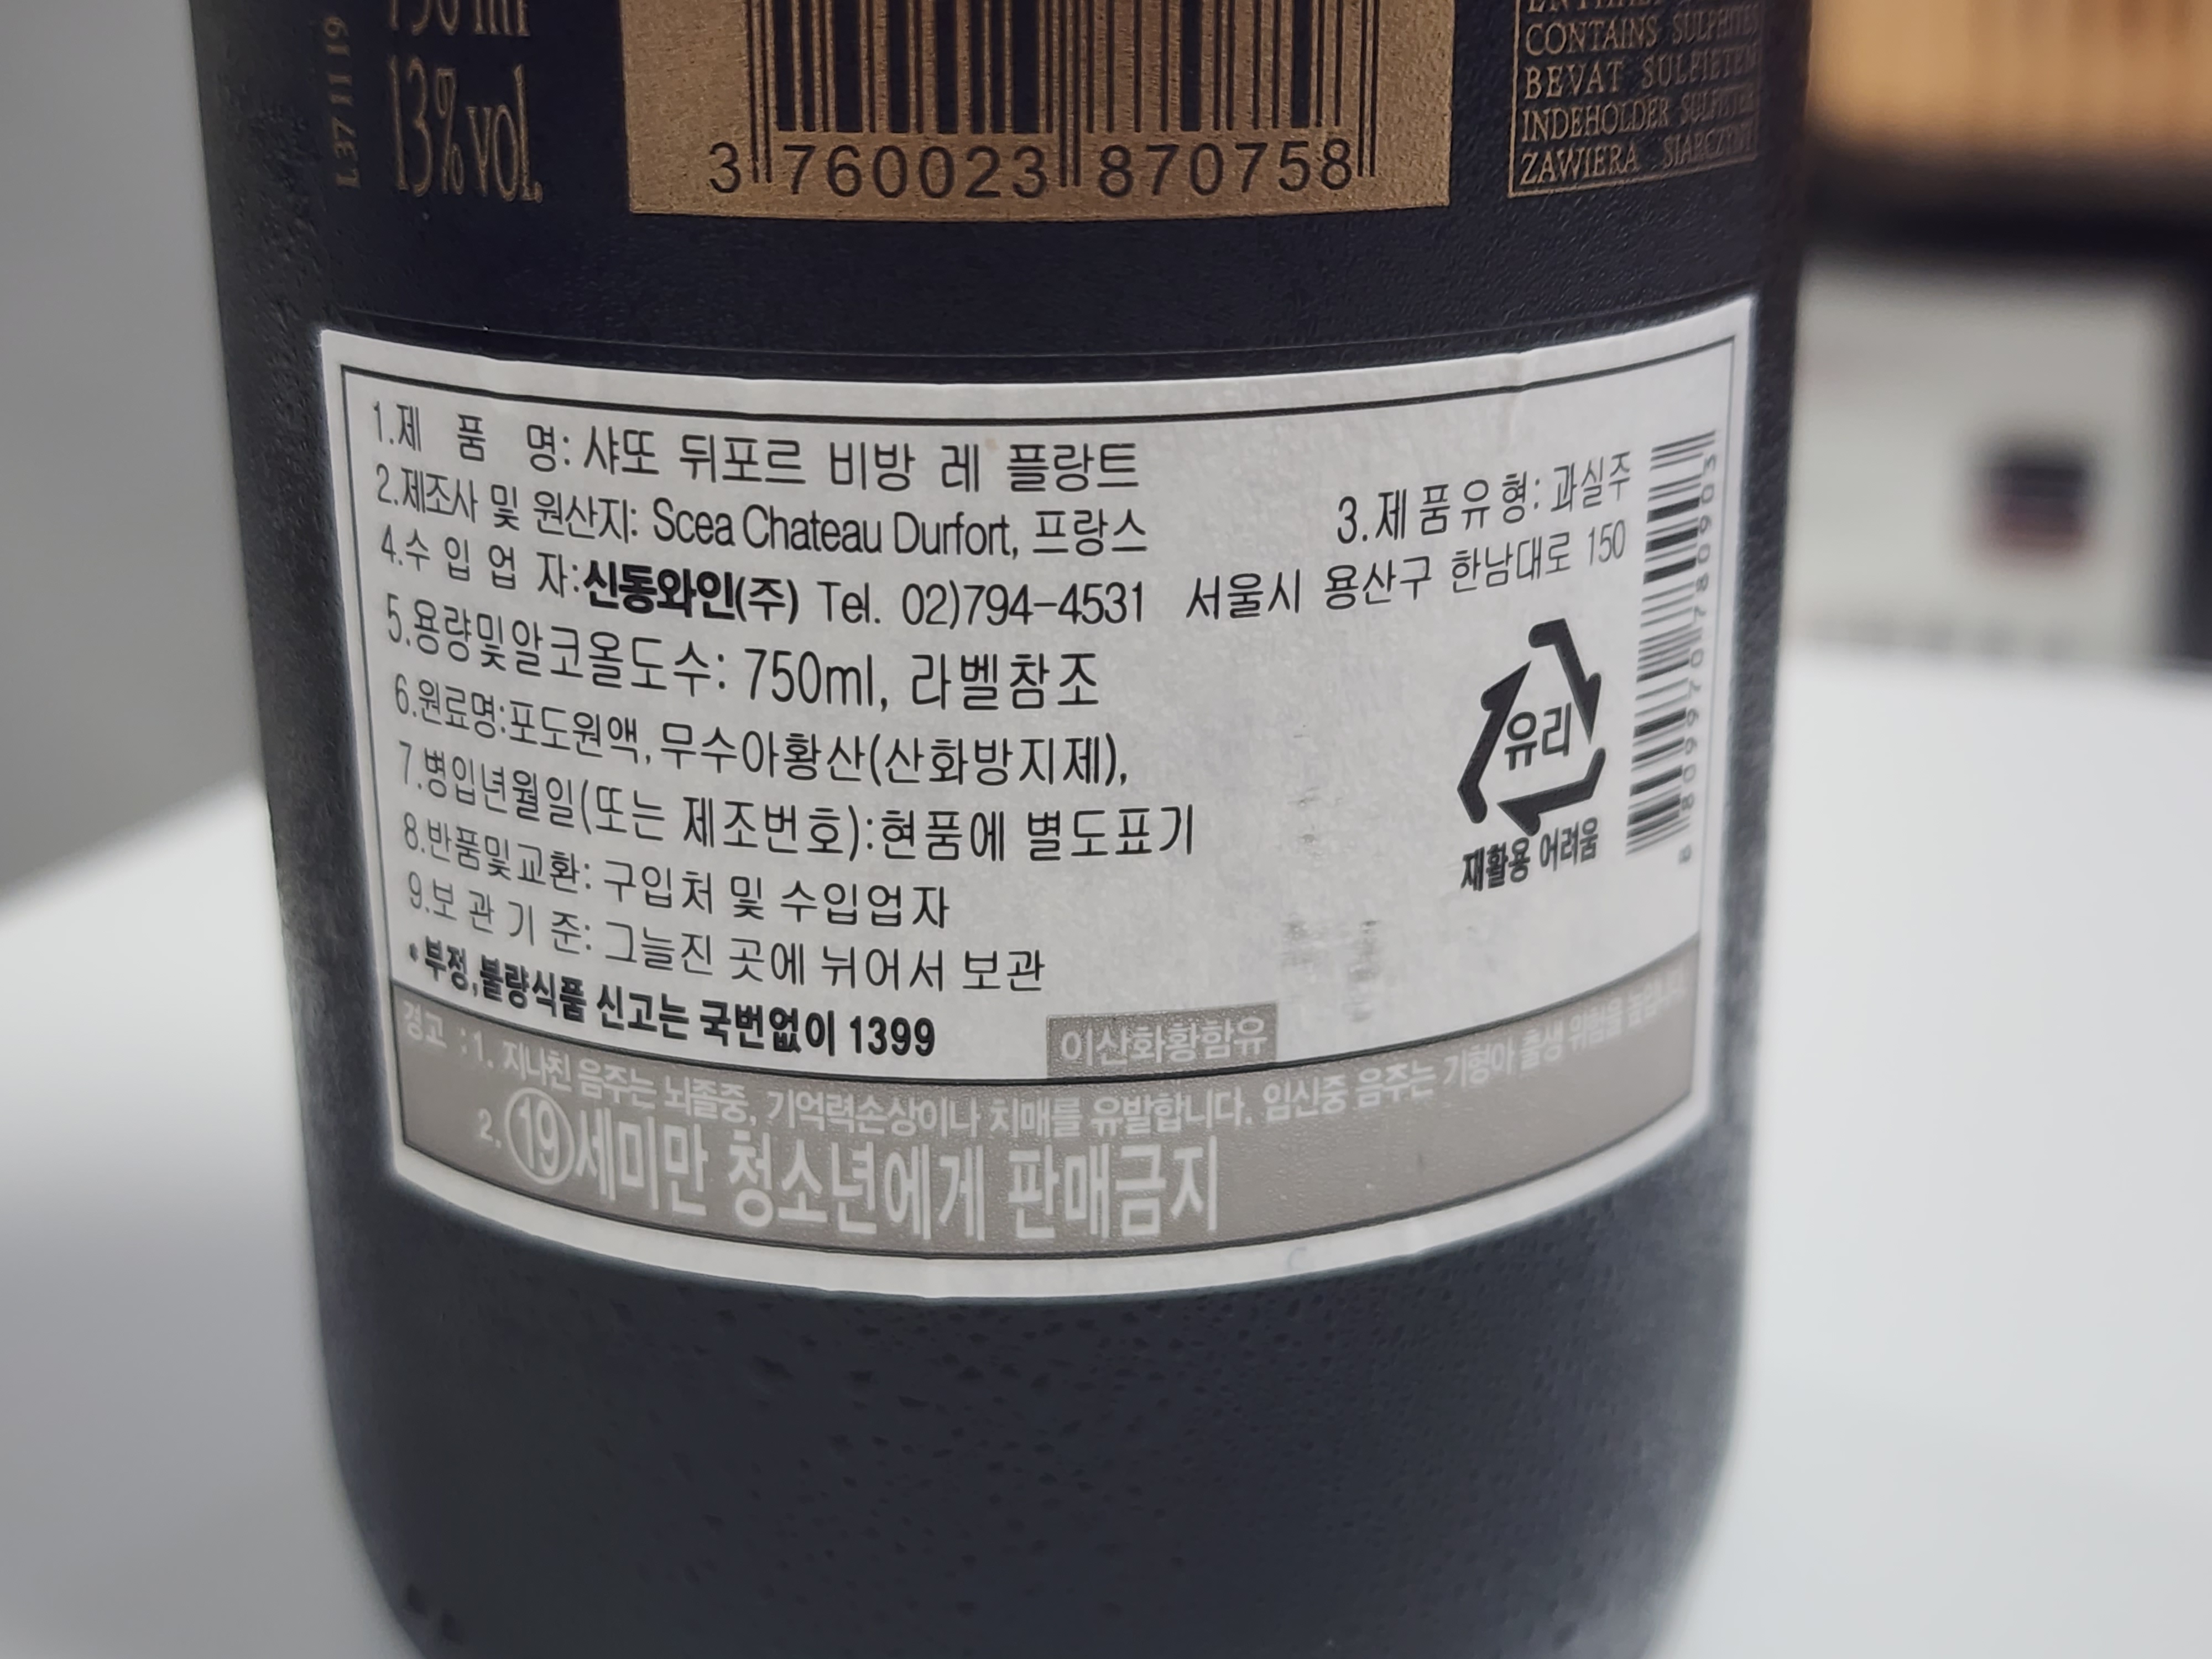 750 ml
13% vol.
L37 11 19
3 760023 870758
CONTAINS SULPHITES
BEVAT SULFIETEN
INDEHOLDER SULFITTER
ZAWIERA SIARCZYNY
1.제 품 명: 샤또 뒤포르 비방 레 플랑트
2.제조사 및 원산지: Scea Chateau Durfort, 프랑스 3.제품유형: 과실주
4.수 입 업 자:신동와인(주) Tel. 02)794-4531 서울시 용산구 한남대로 150
5.용량및알코올도수: 750ml, 라벨참조
6.원료명:포도원액, 무수아황산(산화방지제),
7.병입년월일(또는 제조번호):현품에 별도표기
8.반품및교환: 구입처 및 수입업자
9.보 관 기 준: 그늘진 곳에 뉘어서 보관
•부정,불량식품 신고는 국번없이 1399
이산화황함유
유리
재활용 어려움
8 809970 780903
경고 :1. 지나친 음주는 뇌졸중, 기억력손상이나 치매를 유발합니다. 임신중 음주는 기형아 출생 위험을 높입니다.
2. 19세미만 청소년에게 판매금지